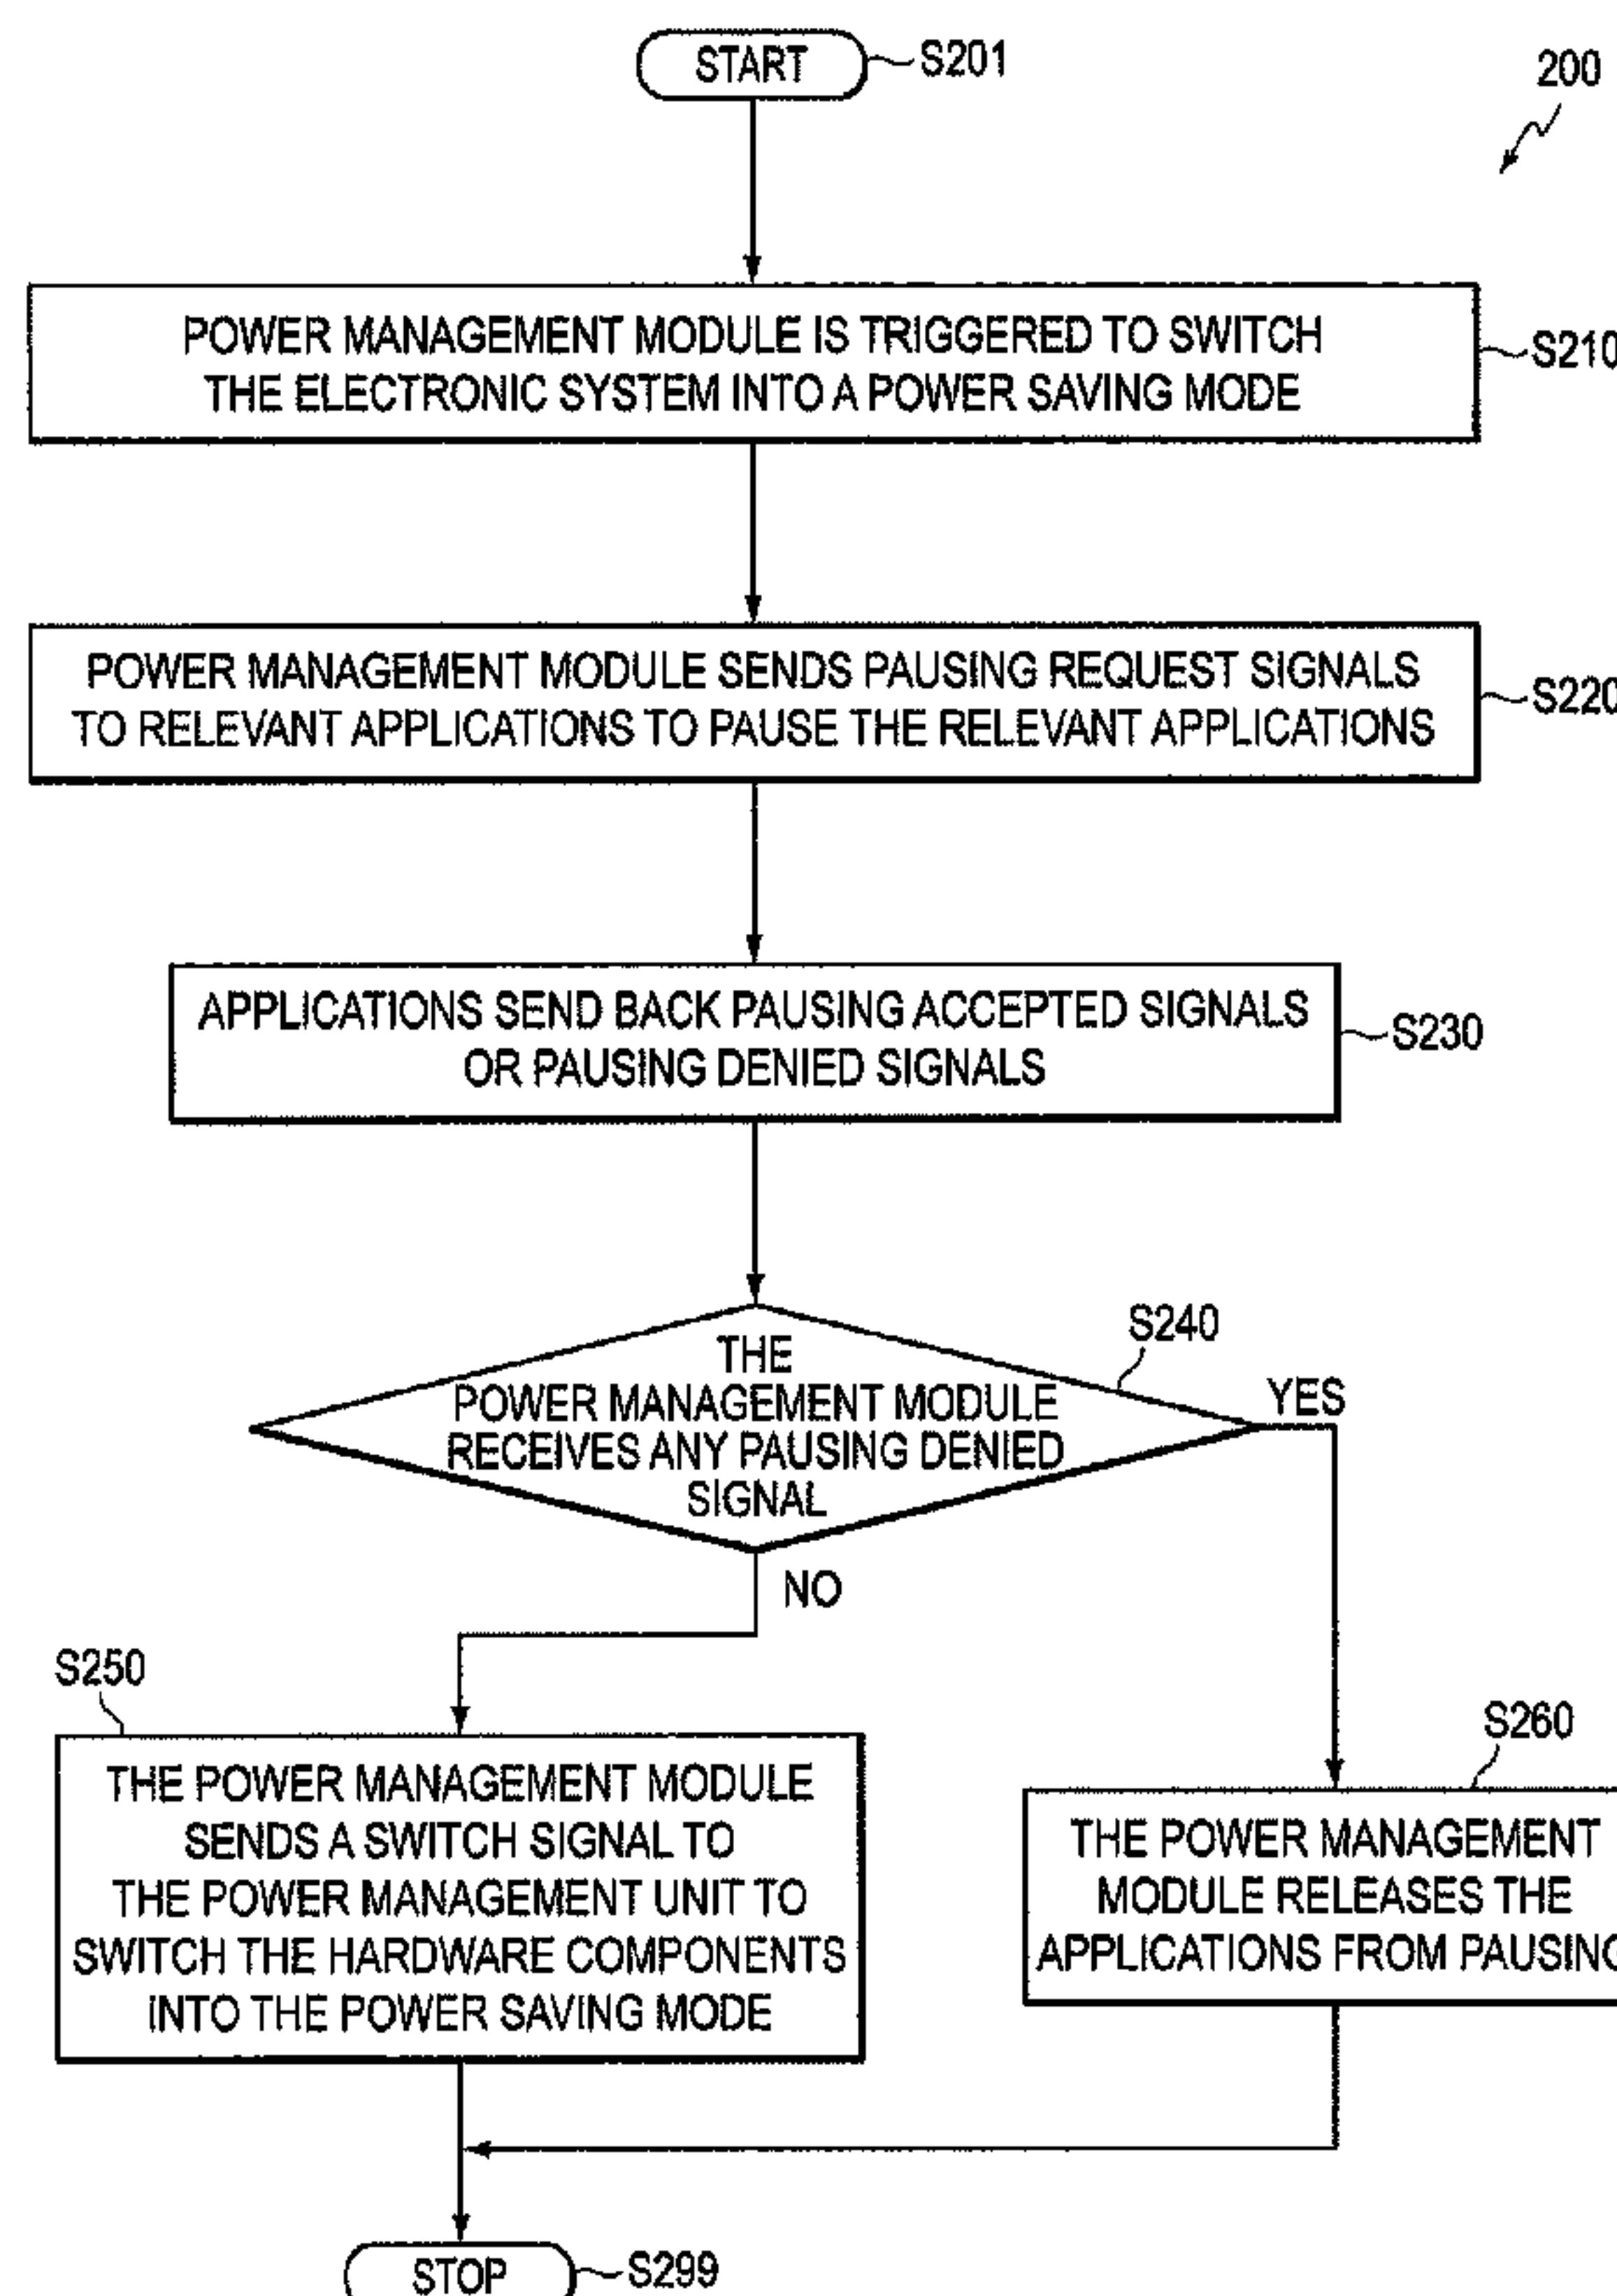 START
S201
200
POWER MANAGEMENT MODULE IS TRIGGERED TO SWITCH
THE ELECTRONIC SYSTEM INTO A POWER SAVING MODE
S210
POWER MANAGEMENT MODULE SENDS PAUSING REQUEST SIGNALS
TO RELEVANT APPLICATIONS TO PAUSE THE RELEVANT APPLICATIONS
S220
APPLICATIONS SEND BACK PAUSING ACCEPTED SIGNALS
OR PAUSING DENIED SIGNALS
S230
S240
THE
POWER MANAGEMENT MODULE
RECEIVES ANY PAUSING DENIED
SIGNAL
YES
NO
S250
THE POWER MANAGEMENT MODULE
SENDS A SWITCH SIGNAL TO
THE POWER MANAGEMENT UNIT TO
SWITCH THE HARDWARE COMPONENTS
INTO THE POWER SAVING MODE
S260
THE POWER MANAGEMENT
MODULE RELEASES THE
APPLICATIONS FROM PAUSING
STOP
S299